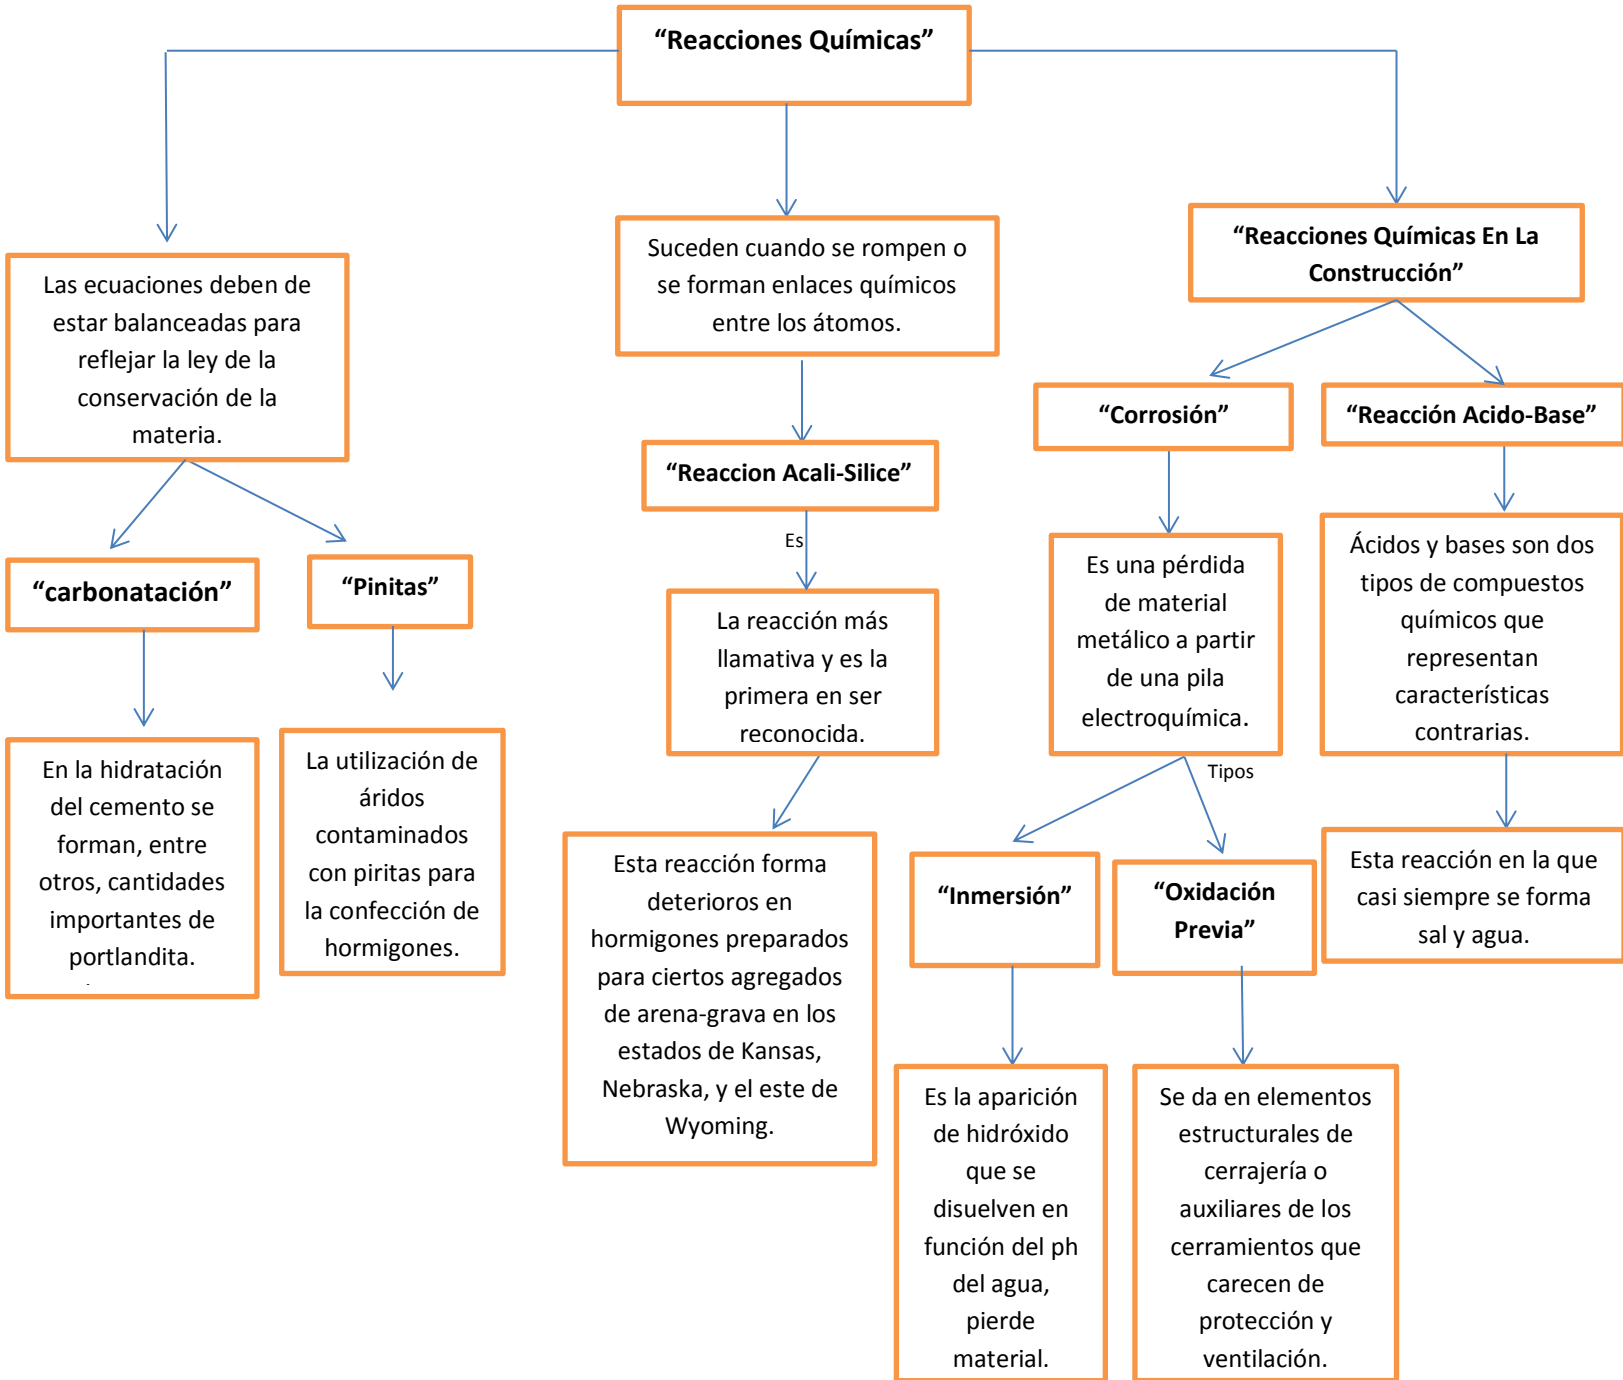 “Reacciones Químicas”
Las ecuaciones deben de
estar balanceadas para
reflejar la ley de la
conservación de la
materia.
“carbonatación”
En la hidratación
del cemento se
forman, entre
otros, cantidades
importantes de
portlandita.
“Pinitas”
La utilización de
áridos
contaminados
con piritas para
la confección de
hormigones.
Suceden cuando se rompen o
se forman enlaces químicos
entre los átomos.
“Reaccion Acali-Silice”
Es
La reacción más
llamativa y es la
primera en ser
reconocida.
Esta reacción forma
deterioros en
hormigones preparados
para ciertos agregados
de arena-grava en los
estados de Kansas,
Nebraska, y el este de
Wyoming.
“Reacciones Químicas En La
Construcción”
“Corrosión”
Es una pérdida
de material
metálico a partir
de una pila
electroquímica.
Tipos
“Inmersión”
Es la aparición
de hidróxido
que se
disuelven en
función del ph
del agua,
pierde
material.
“Oxidación
Previa”
Se da en elementos
estructurales de
cerrajería o
auxiliares de los
cerramientos que
carecen de
protección y
ventilación.
“Reacción Acido-Base”
Ácidos y bases son dos
tipos de compuestos
químicos que
representan
características
contrarias.
Esta reacción en la que
casi siempre se forma
sal y agua.